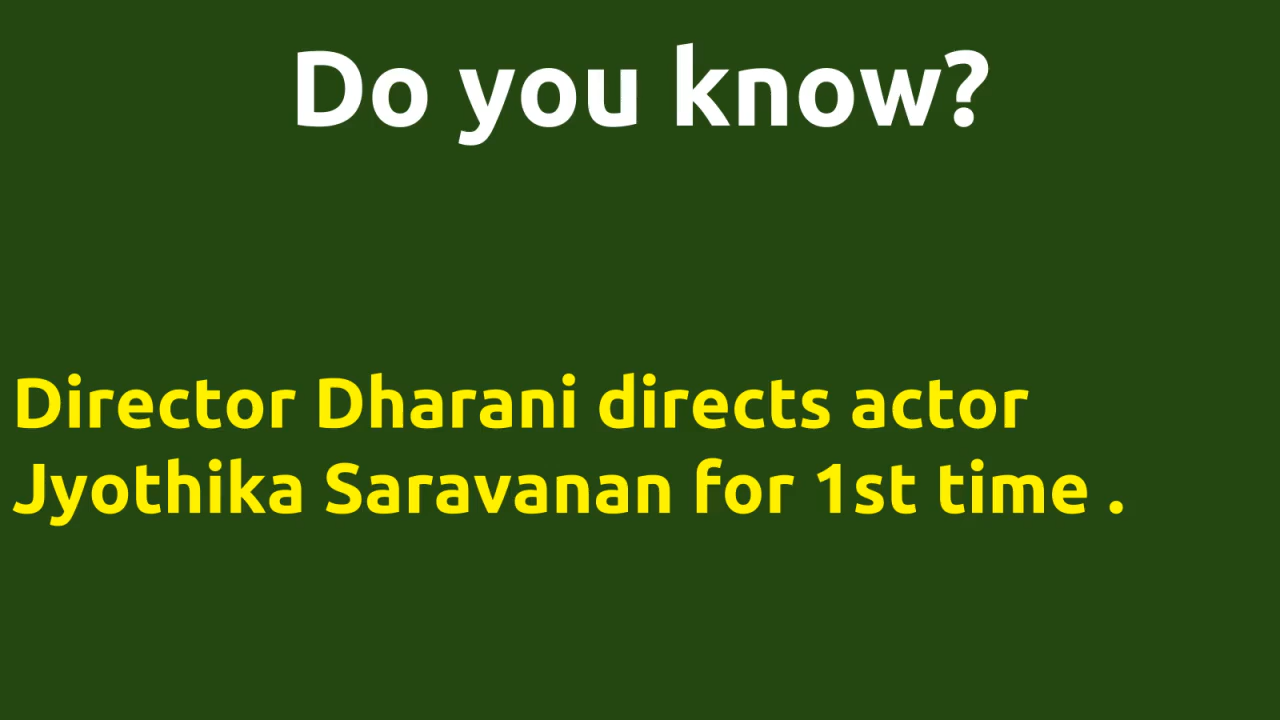 Do you know?
Director Dharani directs actor
Jyothika Saravanan for 1st time .